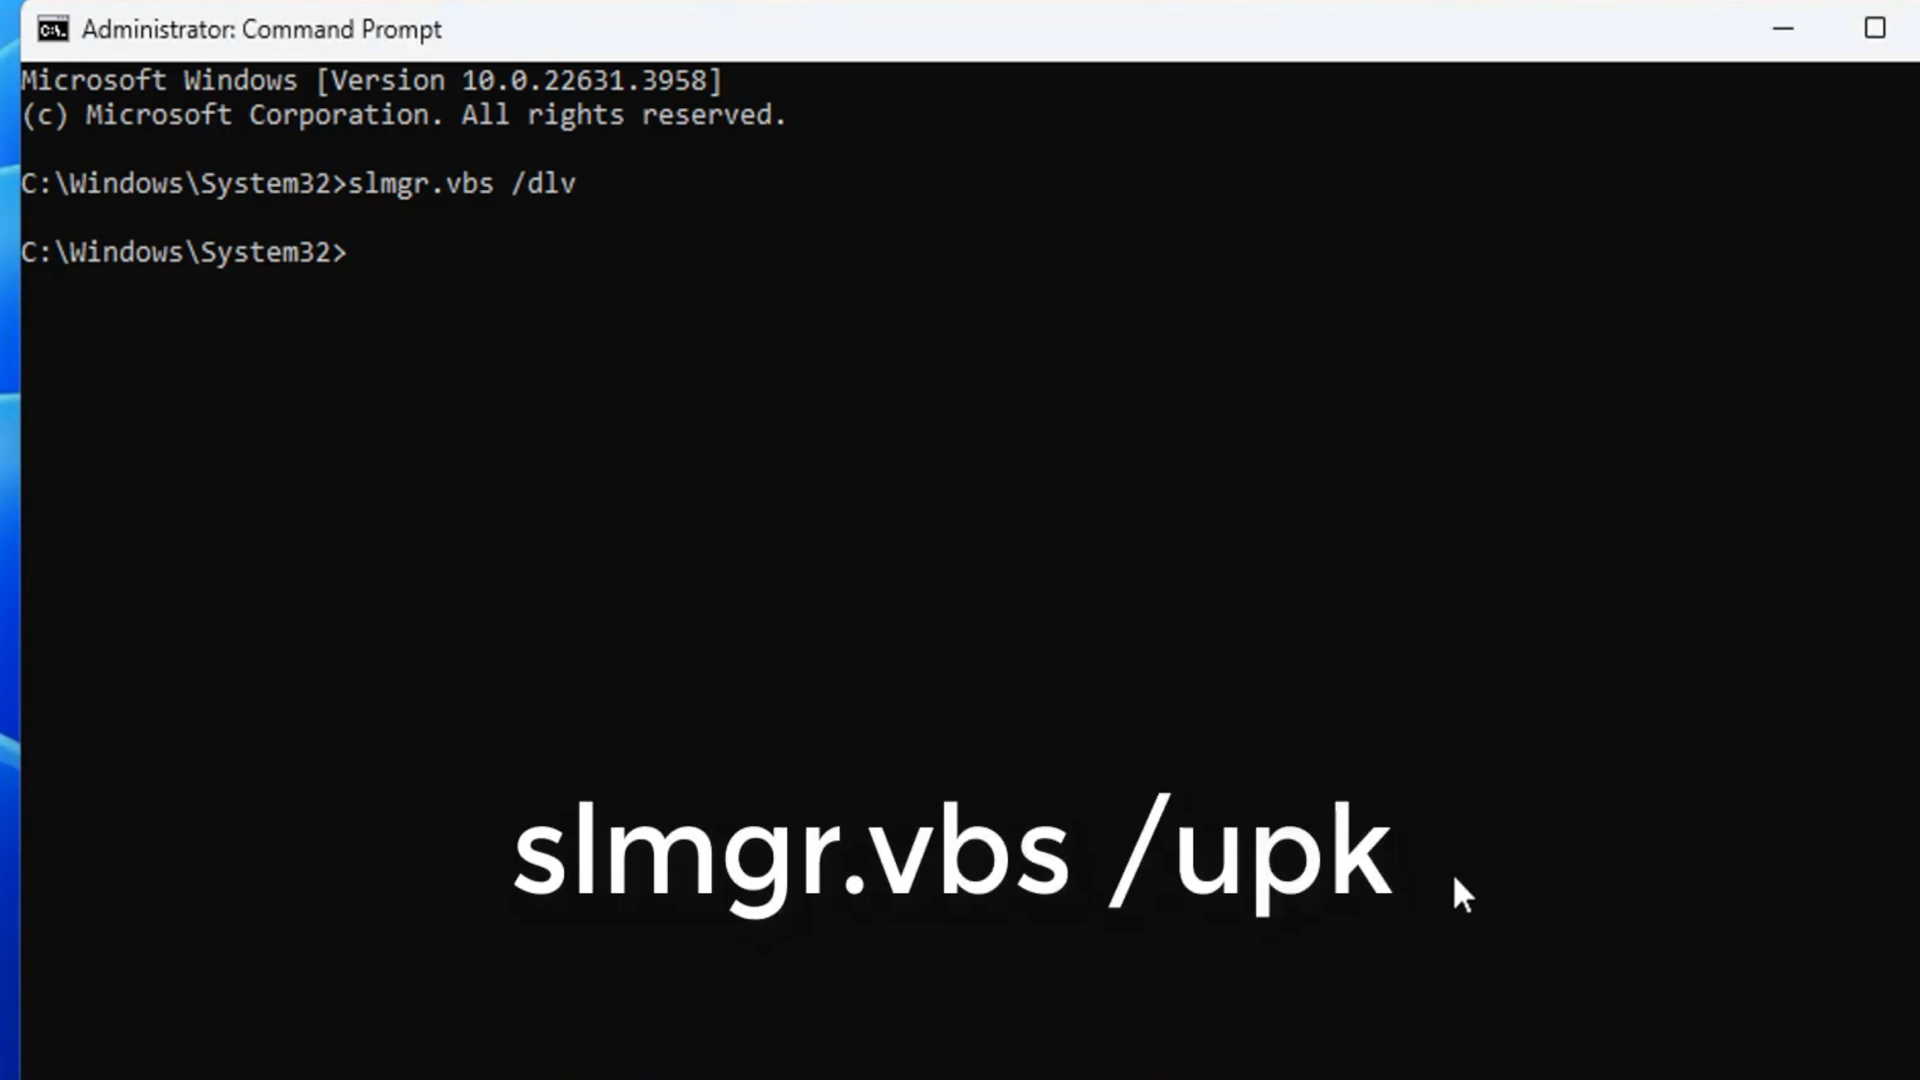 Administrator: Command Prompt
Microsoft Windows [Version 10.0.22631.3958]
(c) Microsoft Corporation. All rights reserved.
C:\Windows\System32>slmgr.vbs /dlv
C:\Windows\System32>
slmgr.vbs /upk